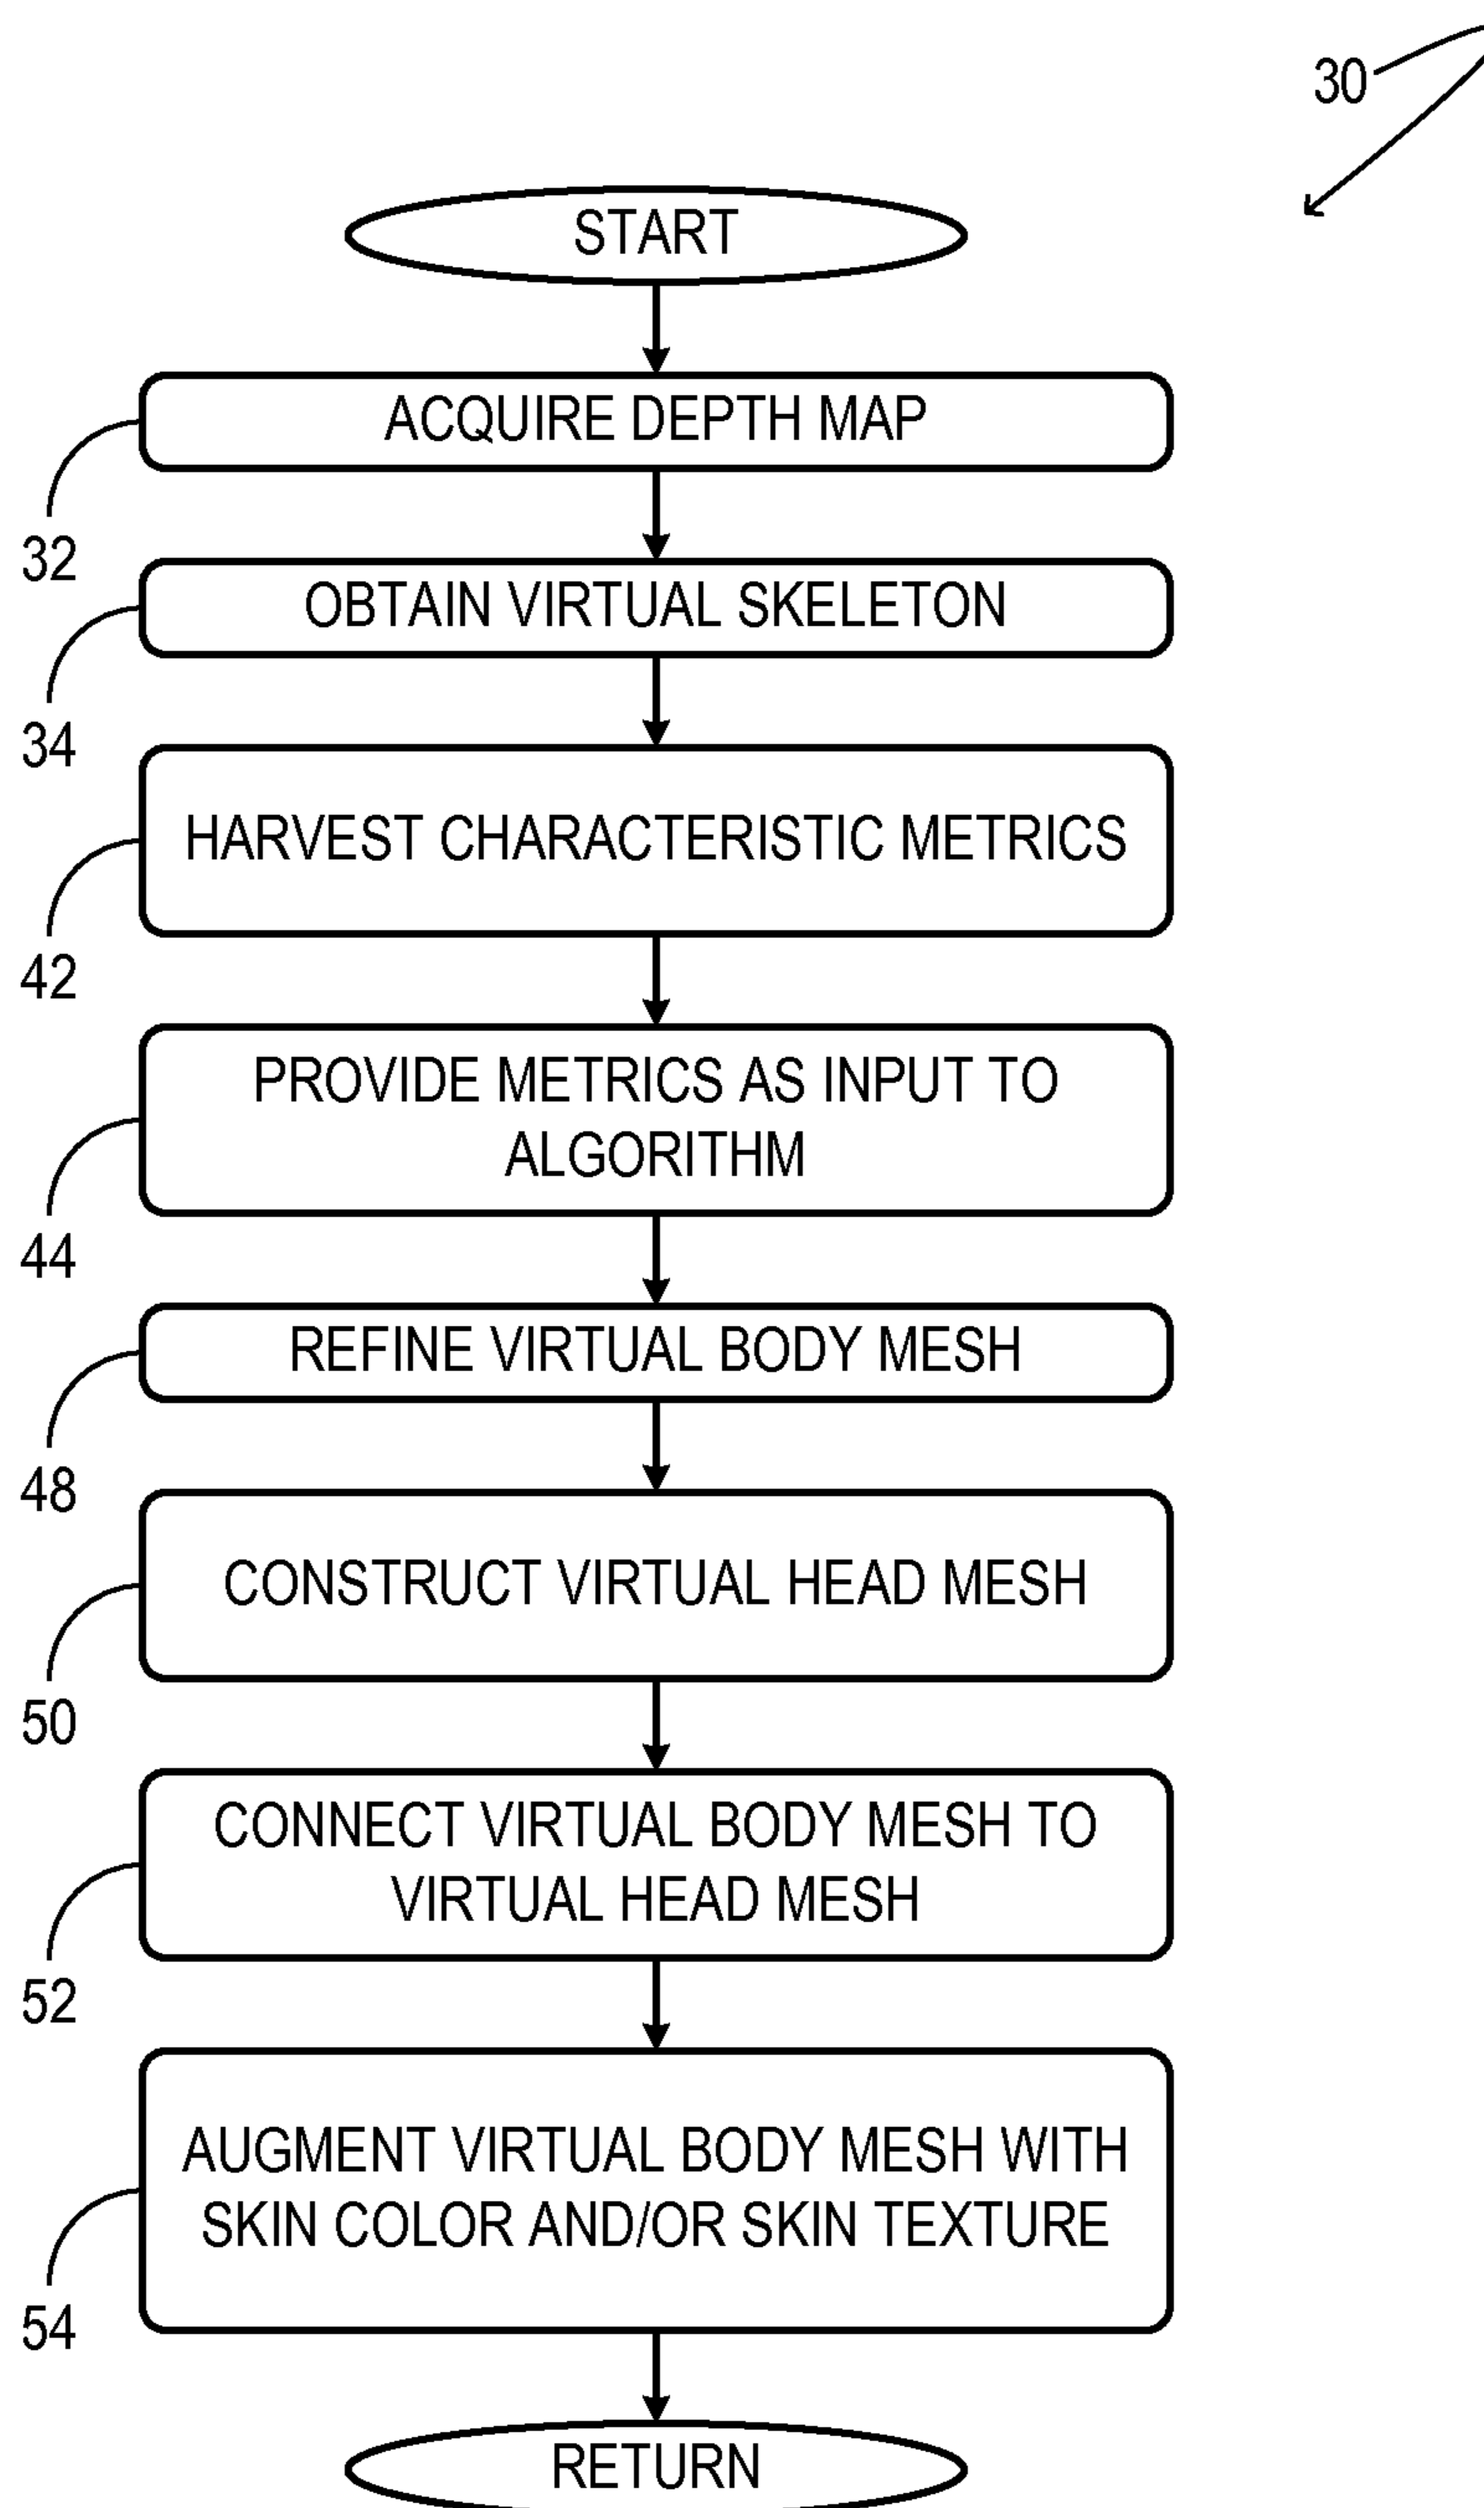 30
START
ACQUIRE DEPTH MAP
32
OBTAIN VIRTUAL SKELETON
34
HARVEST CHARACTERISTIC METRICS
42
PROVIDE METRICS AS INPUT TO
ALGORITHM
44
REFINE VIRTUAL BODY MESH
48
CONSTRUCT VIRTUAL HEAD MESH
50
CONNECT VIRTUAL BODY MESH TO
VIRTUAL HEAD MESH
52
AUGMENT VIRTUAL BODY MESH WITH
SKIN COLOR AND/OR SKIN TEXTURE
54
RETURN